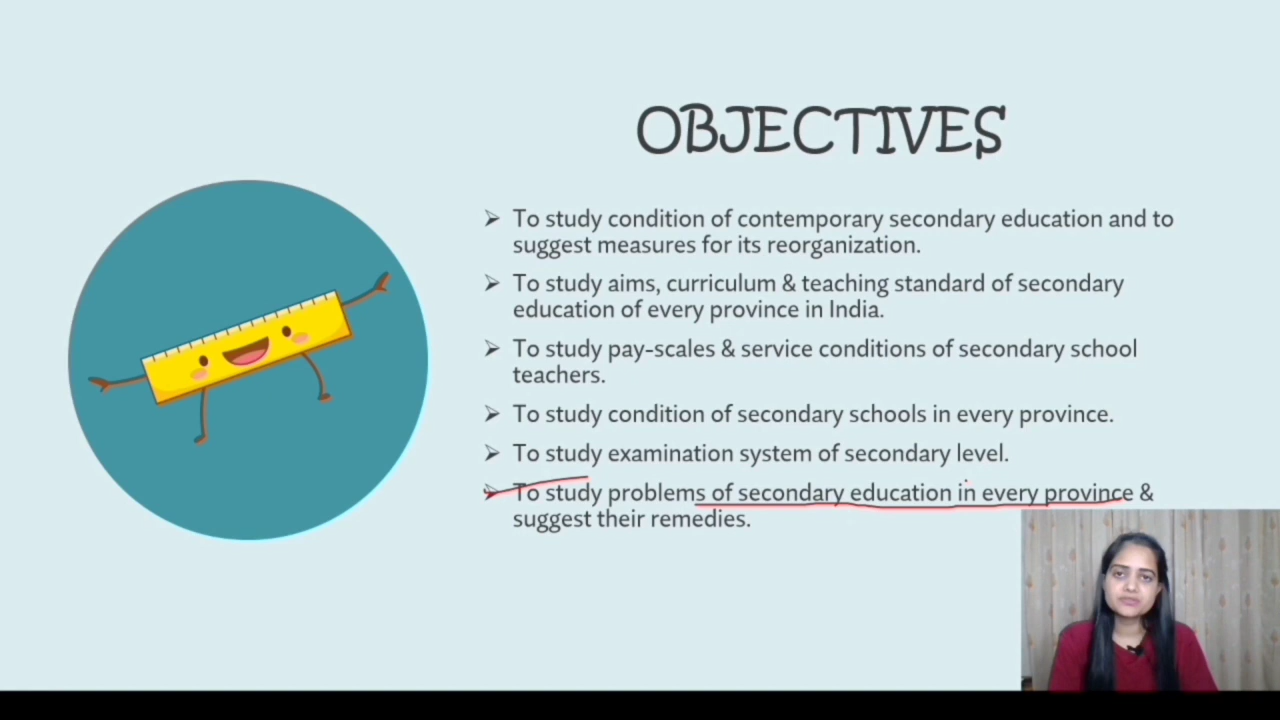 OBJECTIVES
➢ To study condition of contemporary secondary education and to
suggest measures for its reorganization.
➢ To study aims, curriculum & teaching standard of secondary
education of every province in India.
➢ To study pay-scales & service conditions of secondary school
teachers.
➢ To study condition of secondary schools in every province.
➢ To study examination system of secondary level.
➢ To study problems of secondary education in every province &
suggest their remedies.